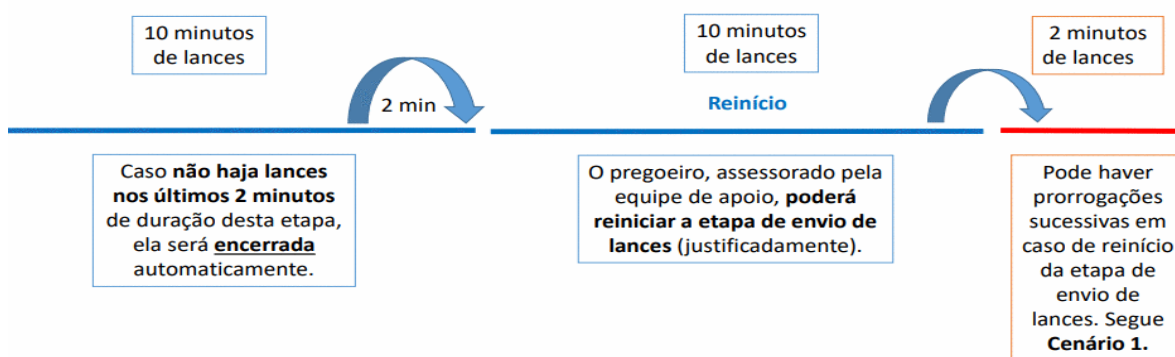 10 minutos
de lances
2 min
Caso não haja lances
nos últimos 2 minutos
de duração desta etapa,
ela será encerrada
automaticamente.
10 minutos
de lances
Reinício
O pregoeiro, assessorado pela
equipe de apoio, poderá
reiniciar a etapa de envio de
lances (justificadamente).
2 minutos
de lances
Pode haver
prorrogações
sucessivas em
caso de reinício
da etapa de
envio de
lances. Segue
Cenário 1.